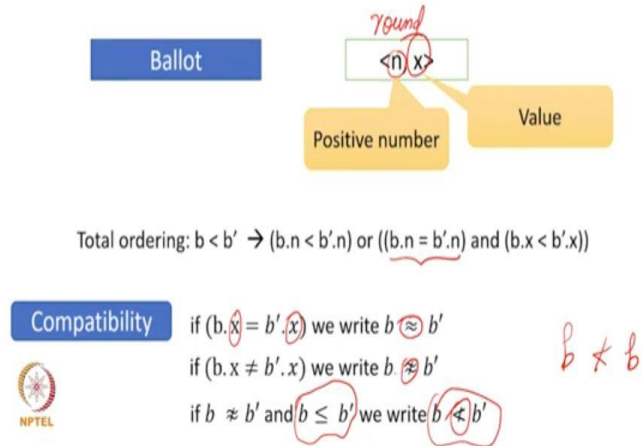 round
Ballot
<n x>
Positive number
Value
Total ordering: b < b′ → (b.n < b′.n) or ((b.n = b′.n) and (b.x < b′.x))
Compatibility
if (b.x = b′.x) we write b ≈ b′
if (b.x ≠ b′.x) we write b ≉ b′
if b ≉ b′ and b ≤ b′ we write b ≮ b′
b ≮ b
NPTEL